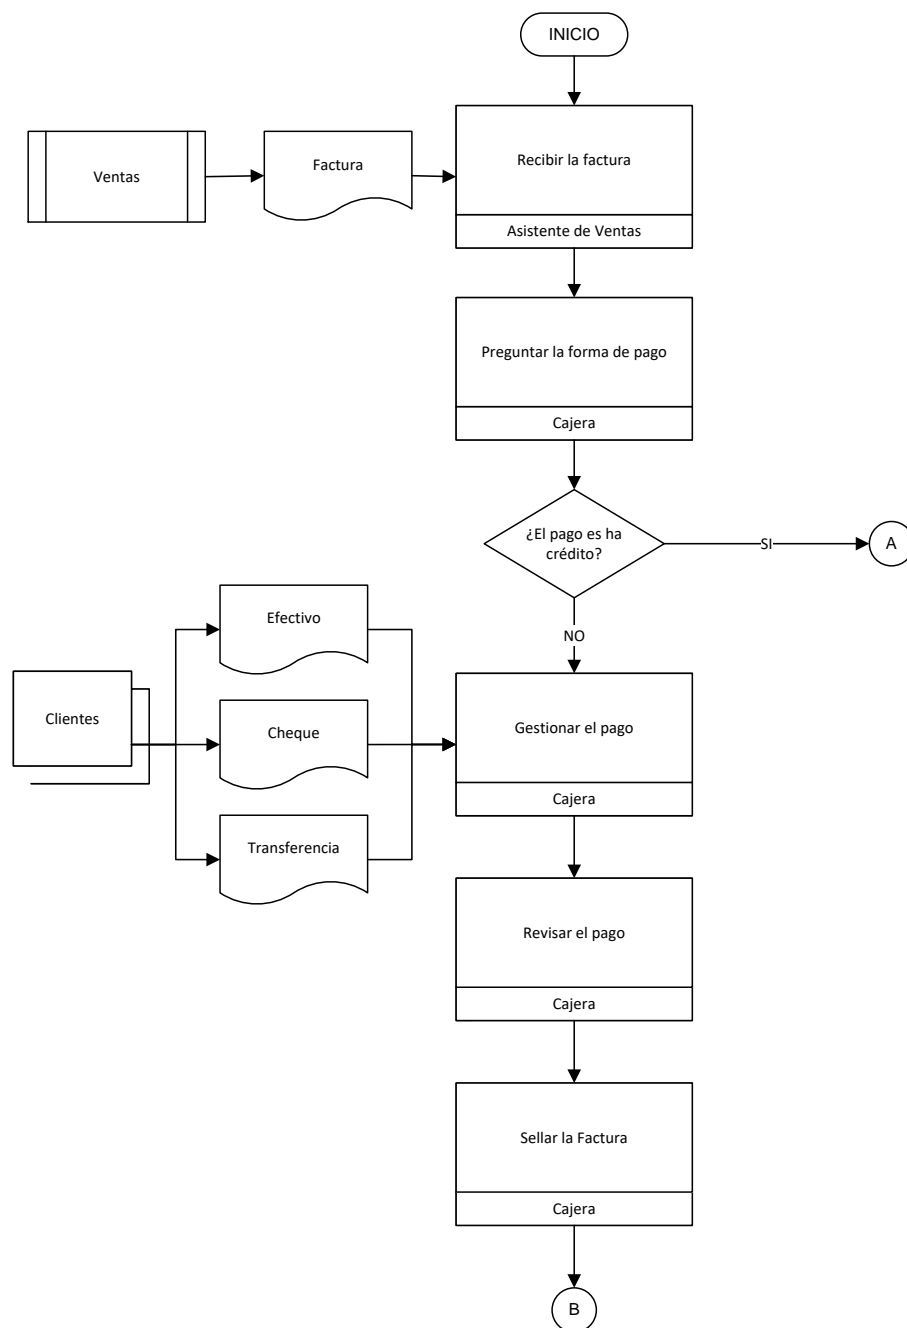 INICIO
Ventas
Factura
Recibir la factura
Asistente de Ventas
Preguntar la forma de pago
Cajera
¿El pago es ha
crédito?
SI
A
NO
Clientes
Efectivo
Cheque
Transferencia
Gestionar el pago
Cajera
Revisar el pago
Cajera
Sellar la Factura
Cajera
B